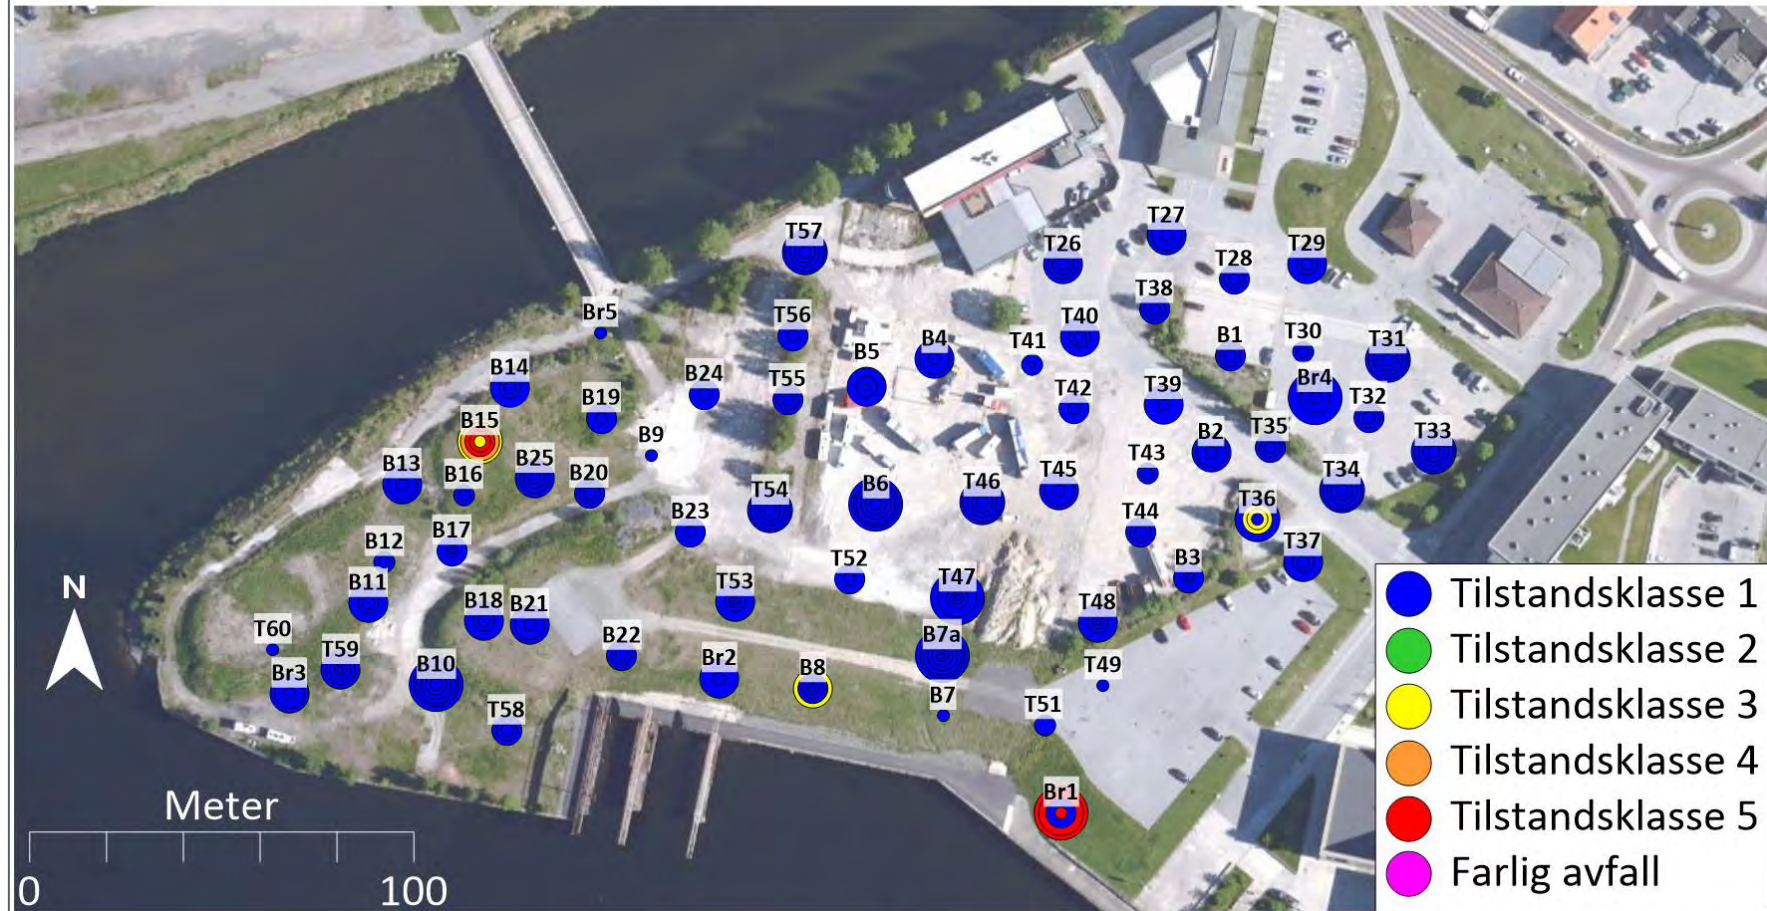 T27
T57
T26
T28
T29
T38
Br5
T56
T40
B5
B4
T41
B1
T30
T31
B14
B24
T55
B19
T42
T39
Br4
T32
B15
B9
B2
T35
T33
B13
B16
B25
B20
T54
B6
T46
T45
T43
T34
T36
B12
B17
B23
T52
T44
B3
T37
N
B11
B18
B21
T53
T47
T48
T60
T59
B22
B7a
Br3
B10
Br2
B8
T49
B7
T58
T51
Br1
Meter
0
100
Tilstandsklasse 1
Tilstandsklasse 2
Tilstandsklasse 3
Tilstandsklasse 4
Tilstandsklasse 5
Farlig avfall